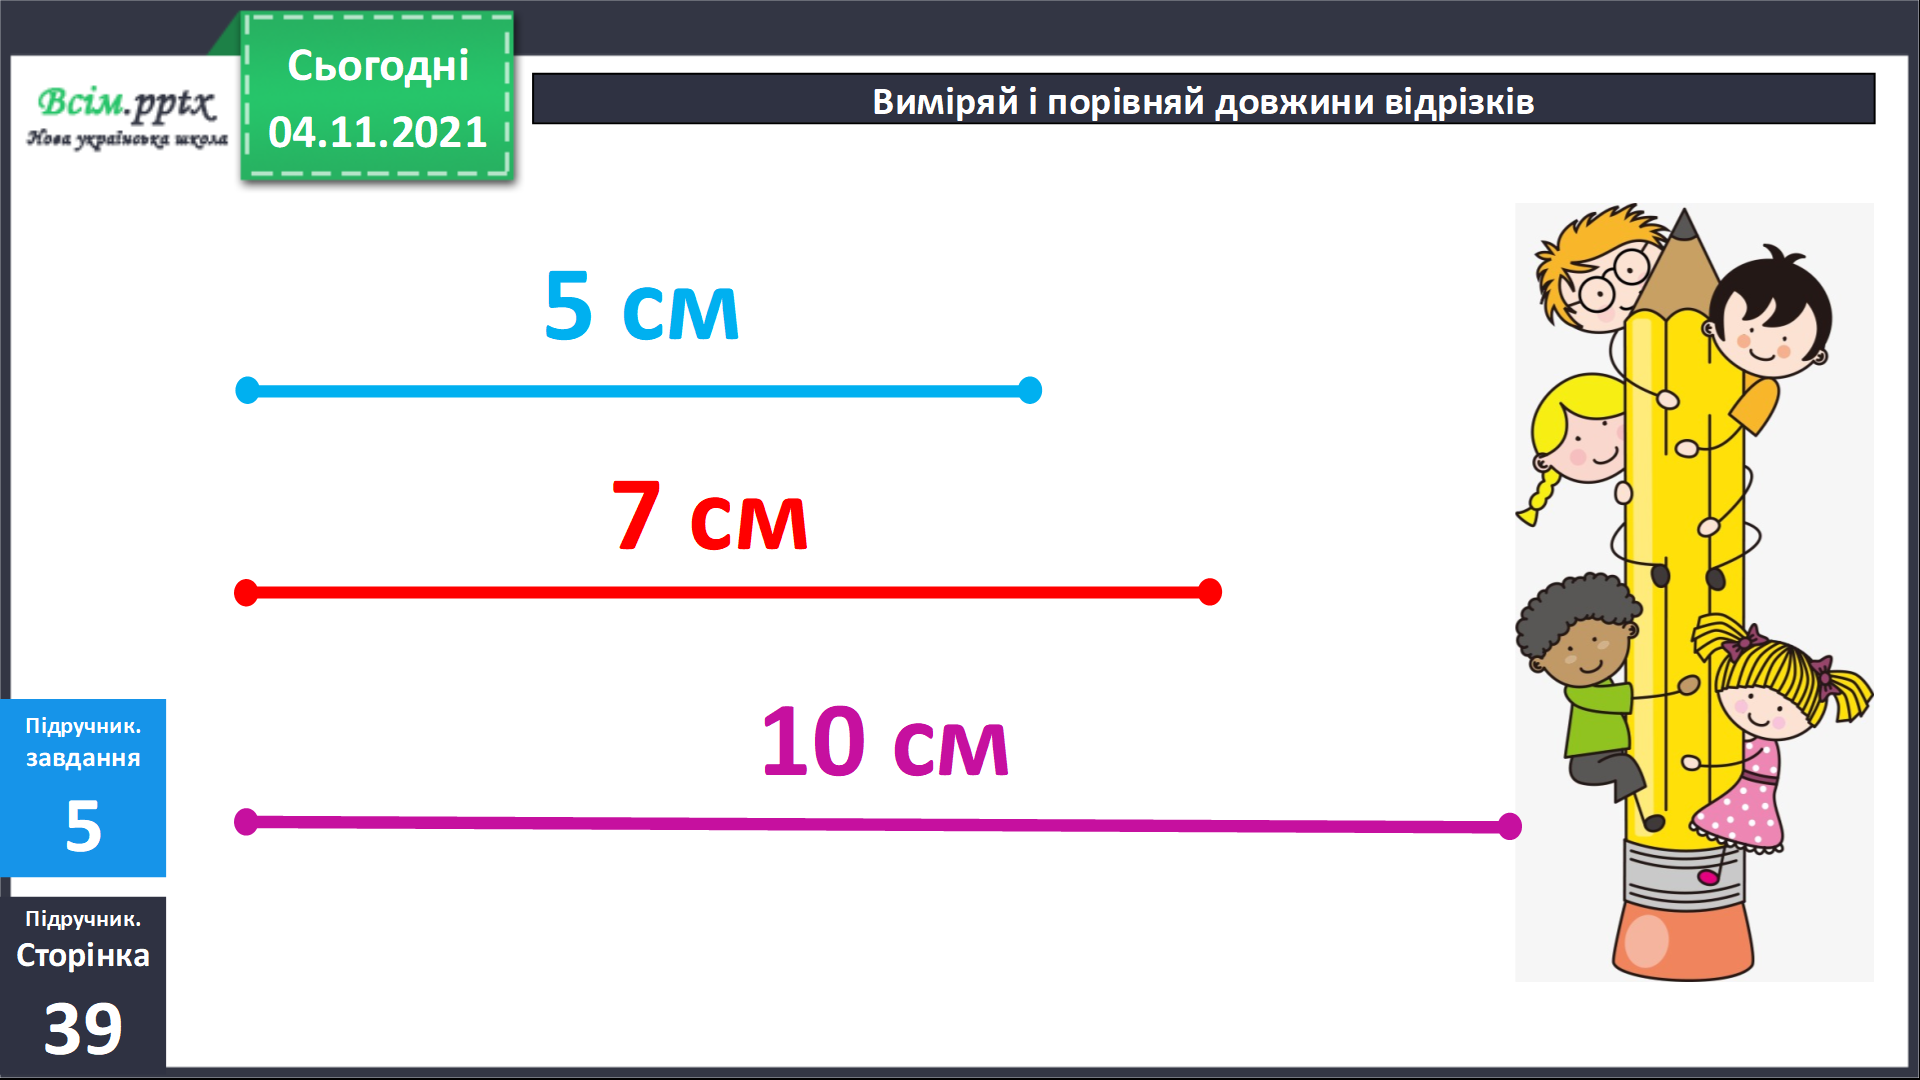 Всім.pptx
Нова українська школа
Сьогодні
04.11.2021
Виміряй і порівняй довжини відрізків
5 см
7 см
10 см
Підручник.
завдання
5
Підручник.
Сторінка
39